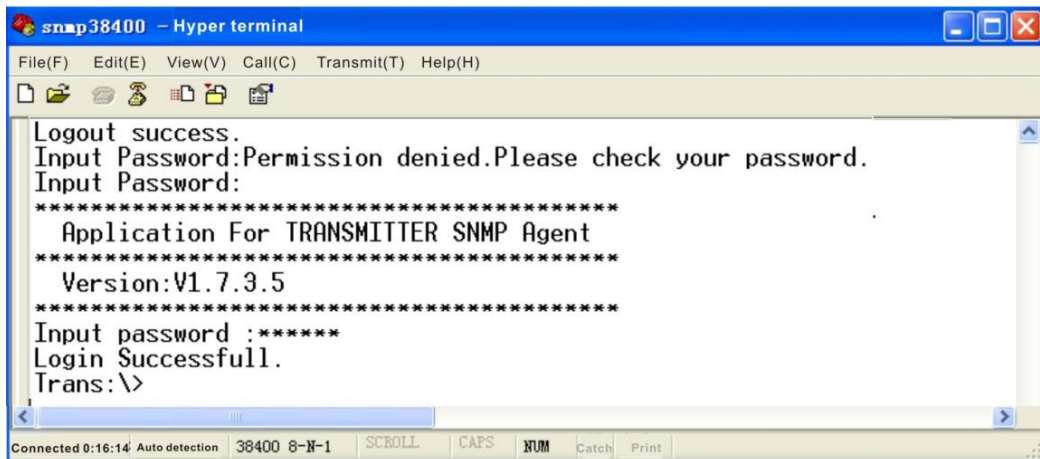 snmp38400 – Hyper terminal
File(F) Edit(E) View(V) Call(C) Transmit(T) Help(H)
Logout success.
Input Password:Permission denied.Please check your password.
Input Password:
******************************************
Application For TRANSMITTER SNMP Agent
******************************************
Version:V1.7.3.5
******************************************
Input password :******
Login Successfull.
Trans:\>
Connected 0:16:14 Auto detection 38400 8-N-1 SCROLL CAPS NUM Catch Print